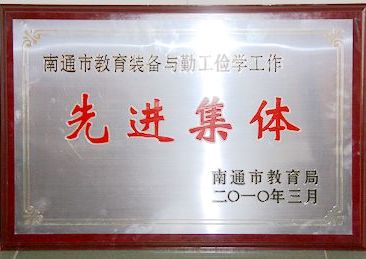 南通市教育装备与勤工俭学工作
先进集体
南通市教育局
二〇一〇年三月